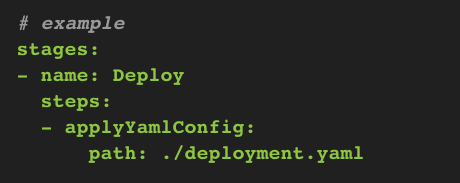 # example
stages:
- name: Deploy
  steps:
  - applyYamlConfig:
      path: ./deployment.yaml